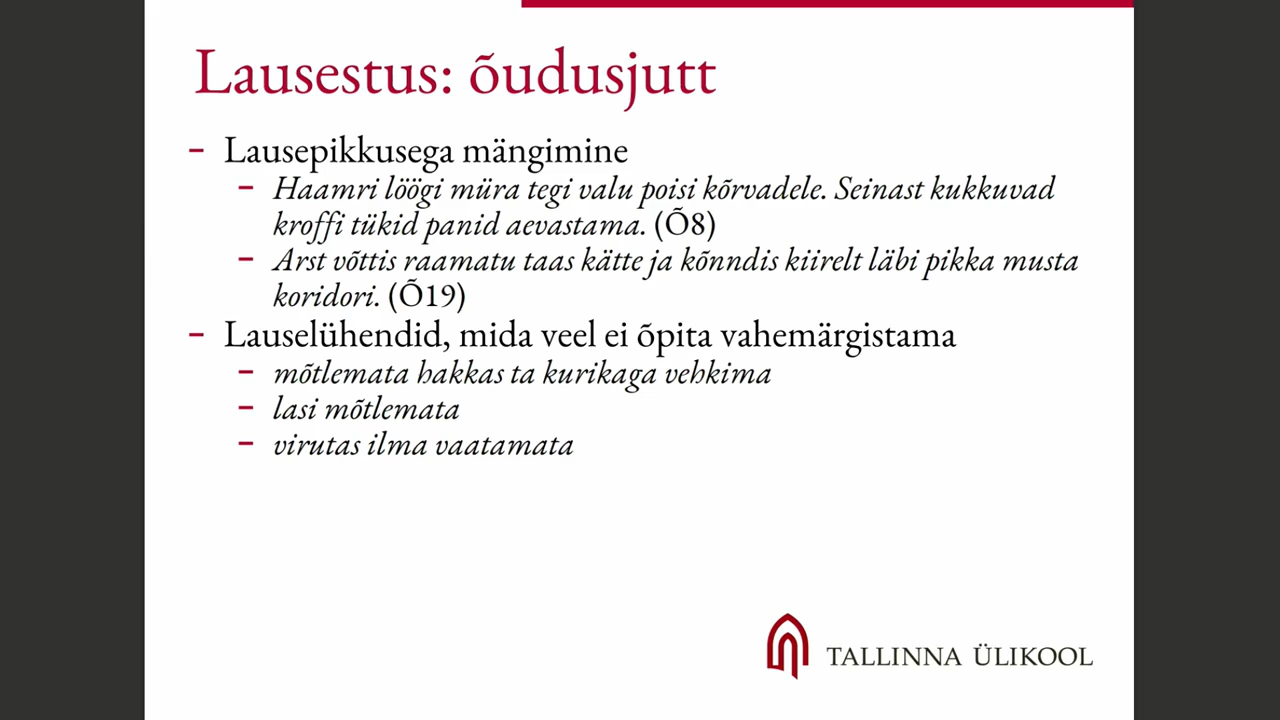 Lausestus: õudusjutt
- Lausepikkusega mängimine
- Haamri löögi müra tegi valu poisi kõrvadele. Seinast kukkuvad
kroffi tükid panid aevastama. (Õ8)
- Arst võttis raamatu taas kätte ja kõnndis kiirelt läbi pikka musta
koridori. (Õ19)
- Lauselühendid, mida veel ei õpita vahemärgistama
- mõtlemata hakkas ta kurikaga vehkima
- lasi mõtlemata
- virutas ilma vaatamata
TALLINNA ÜLIKOOL